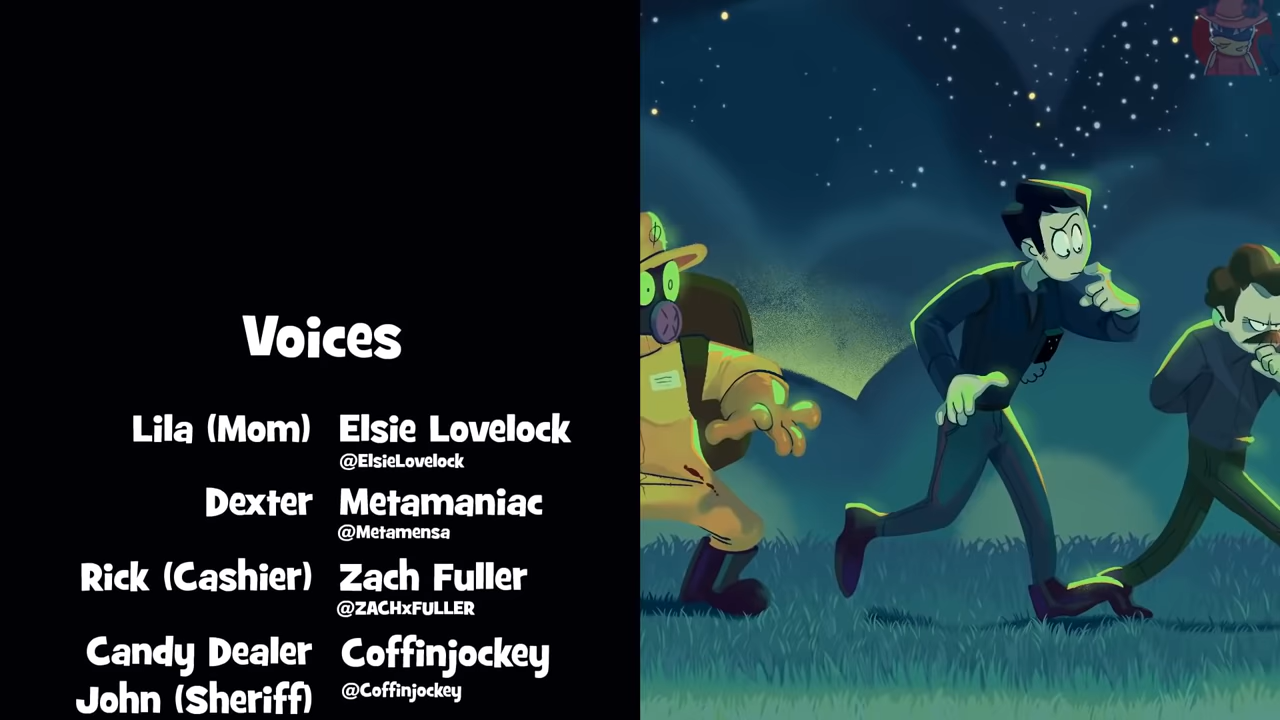 Voices
Lila (Mom) Elsie Lovelock
@ElsieLovelock
Dexter Metamaniac
@Metamensa
Rick (Cashier) Zach Fuller
@ZACHxFULLER
Candy Dealer Coffinjockey
John (Sheriff) @Coffinjockey